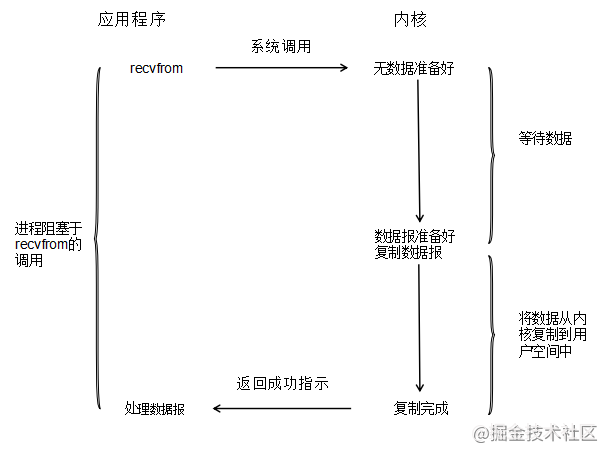 应用程序
内核
系统调用
recvfrom
无数据准备好
等待数据
进程阻塞于
recvfrom的
调用
数据报准备好
复制数据报
将数据从内
核复制到用
户空间中
返回成功指示
处理数据报
复制完成
@掘金技术社区